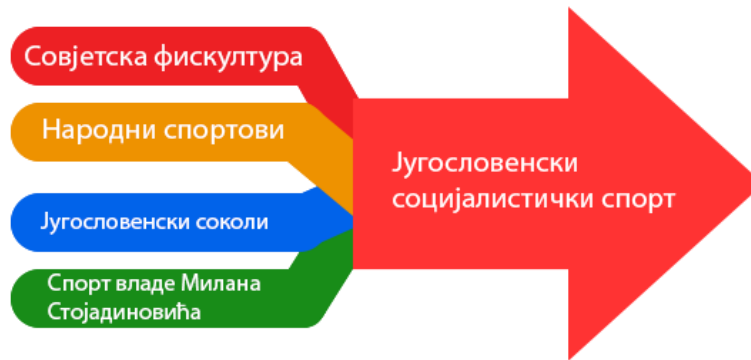 Совјетска фискултура
Народни спортови
Југословенски соколи
Спорт владе Милана
Стојадиновића
Југословенски
социјалистички спорт